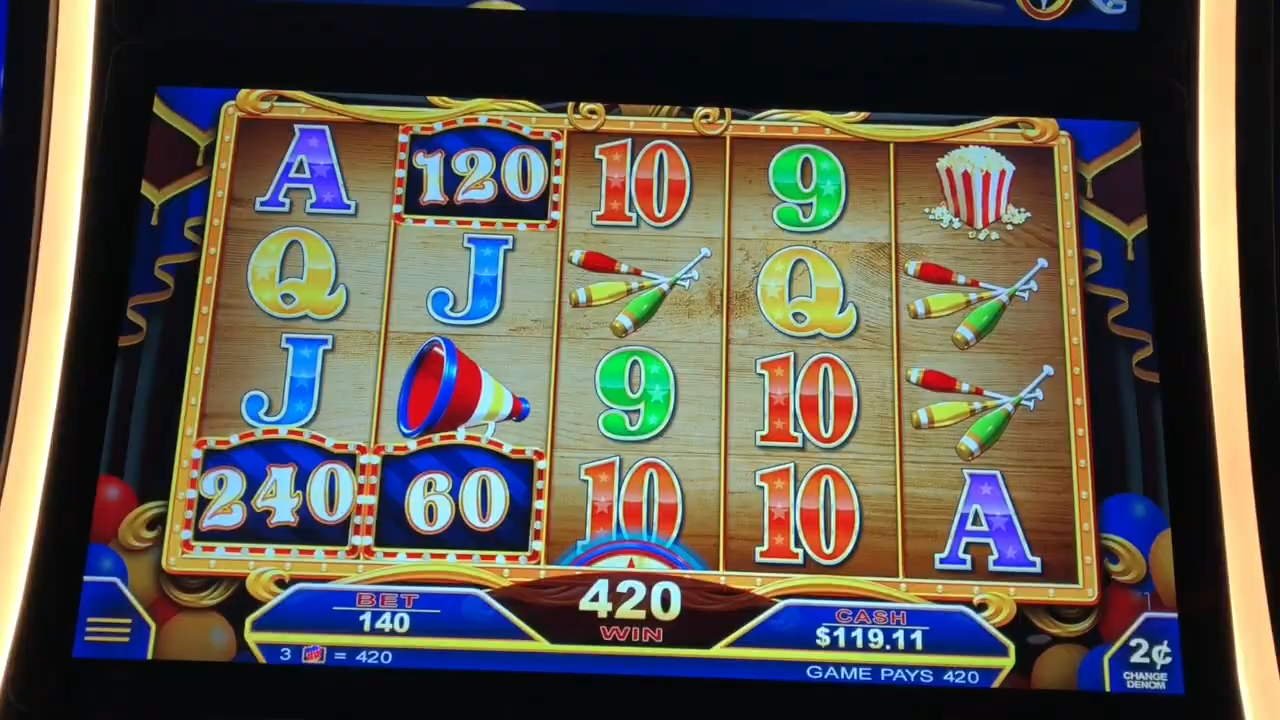 A 120 10 9
Q J Q
J 9 10
240 60 10 10 A
BET
140
420
WIN
CASH
$119.11
3 = 420
GAME PAYS 420
2¢
CHANGE
DENOM